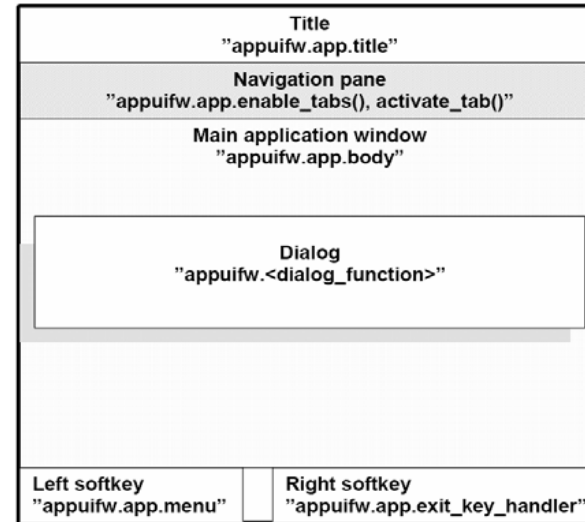 Title
”appuifw.app.title”
Navigation pane
”appuifw.app.enable_tabs(), activate_tab()”
Main application window
”appuifw.app.body”
Dialog
”appuifw.<dialog_function>”
Left softkey
”appuifw.app.menu”
Right softkey
”appuifw.app.exit_key_handler”